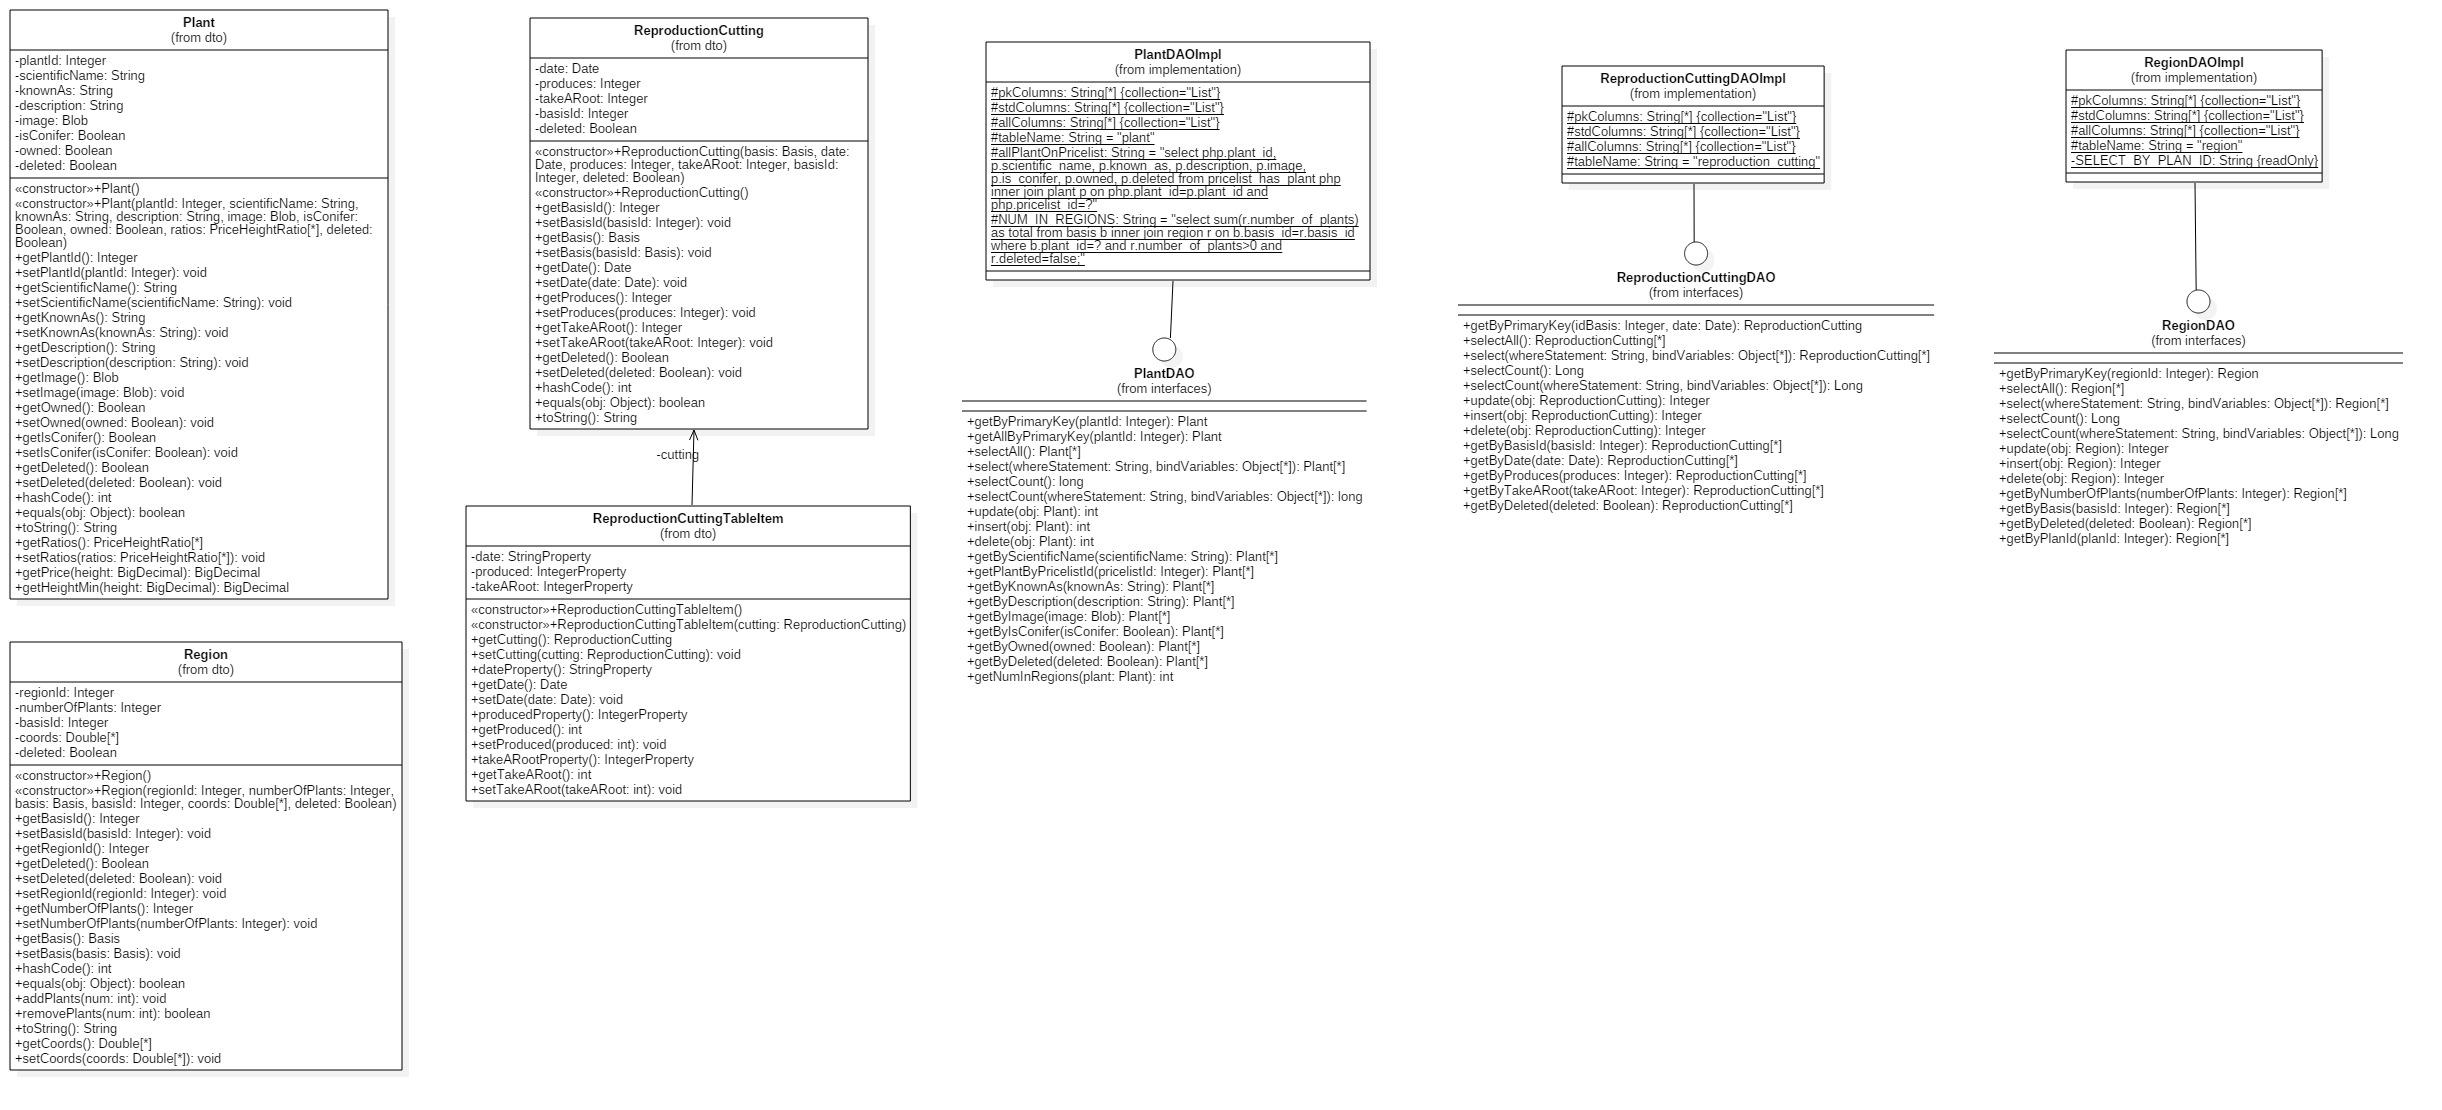 Plant
(from dto)
-plantId: Integer
-scientificName: String
-knownAs: String
-description: String
-image: Blob
-isConifer: Boolean
-owned: Boolean
-deleted: Boolean
«constructor»+Plant()
«constructor»+Plant(plantId: Integer, scientificName: String,
knownAs: String, description: String, image: Blob, isConifer:
Boolean, owned: Boolean, ratios: PriceHeightRatio[*], deleted:
Boolean)
+getPlantId(): Integer
+setPlantId(plantId: Integer): void
+getScientificName(): String
+setScientificName(scientificName: String): void
+getKnownAs(): String
+setKnownAs(knownAs: String): void
+getDescription(): String
+setDescription(description: String): void
+getImage(): Blob
+setImage(image: Blob): void
+getOwned(): Boolean
+setOwned(owned: Boolean): void
+getIsConifer(): Boolean
+setIsConifer(isConifer: Boolean): void
+getDeleted(): Boolean
+setDeleted(deleted: Boolean): void
+hashCode(): int
+equals(obj: Object): boolean
+toString(): String
+getRatios(): PriceHeightRatio[*]
+setRatios(ratios: PriceHeightRatio[*]): void
+getPrice(height: BigDecimal): BigDecimal
+getHeightMin(height: BigDecimal): BigDecimal
Region
(from dto)
-regionId: Integer
-numberOfPlants: Integer
-basisId: Integer
-coords: Double[*]
-deleted: Boolean
«constructor»+Region()
«constructor»+Region(regionId: Integer, numberOfPlants: Integer,
basis: Basis, basisId: Integer, coords: Double[*], deleted: Boolean)
+getBasisId(): Integer
+setBasisId(basisId: Integer): void
+getRegionId(): Integer
+getDeleted(): Boolean
+setDeleted(deleted: Boolean): void
+setRegionId(regionId: Integer): void
+getNumberOfPlants(): Integer
+setNumberOfPlants(numberOfPlants: Integer): void
+getBasis(): Basis
+setBasis(basis: Basis): void
+hashCode(): int
+equals(obj: Object): boolean
+addPlants(num: int): void
+removePlants(num: int): boolean
+toString(): String
+getCoords(): Double[*]
+setCoords(coords: Double[*]): void
ReproductionCutting
(from dto)
-date: Date
-produces: Integer
-takeARoot: Integer
-basisId: Integer
-deleted: Boolean
«constructor»+ReproductionCutting(basis: Basis, date:
Date, produces: Integer, takeARoot: Integer, basisId:
Integer, deleted: Boolean)
«constructor»+ReproductionCutting()
+getBasisId(): Integer
+setBasisId(basisId: Integer): void
+getBasis(): Basis
+setBasis(basisId: Basis): void
+getDate(): Date
+setDate(date: Date): void
+getProduces(): Integer
+setProduces(produces: Integer): void
+getTakeARoot(): Integer
+setTakeARoot(takeARoot: Integer): void
+getDeleted(): Boolean
+setDeleted(deleted: Boolean): void
+hashCode(): int
+equals(obj: Object): boolean
+toString(): String
-cutting
ReproductionCuttingTableItem
(from dto)
-date: StringProperty
-produced: IntegerProperty
-takeARoot: IntegerProperty
«constructor»+ReproductionCuttingTableItem()
«constructor»+ReproductionCuttingTableItem(cutting: ReproductionCutting)
+getCutting(): ReproductionCutting
+setCutting(cutting: ReproductionCutting): void
+dateProperty(): StringProperty
+getDate(): Date
+setDate(date: Date): void
+producedProperty(): IntegerProperty
+getProduced(): int
+setProduced(produced: int): void
+takeARootProperty(): IntegerProperty
+getTakeARoot(): int
+setTakeARoot(takeARoot: int): void
PlantDAOImpl
(from implementation)
#pkColumns: String[*] {collection="List"}
#stdColumns: String[*] {collection="List"}
#allColumns: String[*] {collection="List"}
#tableName: String = "plant"
#allPlantOnPricelist: String = "select php.plant_id,
p.scientific_name, p.known_as, p.description, p.image,
p.is_conifer, p.owned, p.deleted from pricelist_has_plant php
inner join plant p on php.plant_id=p.plant_id and
php.pricelist_id=?"
#NUM_IN_REGIONS: String = "select sum(r.number_of_plants)
as total from basis b inner join region r on b.basis_id=r.basis_id
where b.plant_id=? and r.number_of_plants>0 and
r.deleted=false;"
PlantDAO
(from interfaces)
+getByPrimaryKey(plantId: Integer): Plant
+getAllByPrimaryKey(plantId: Integer): Plant
+selectAll(): Plant[*]
+select(whereStatement: String, bindVariables: Object[*]): Plant[*]
+selectCount(): long
+selectCount(whereStatement: String, bindVariables: Object[*]): long
+update(obj: Plant): int
+insert(obj: Plant): int
+delete(obj: Plant): int
+getByScientificName(scientificName: String): Plant[*]
+getPlantByPricelistId(pricelistId: Integer): Plant[*]
+getByKnownAs(knownAs: String): Plant[*]
+getByDescription(description: String): Plant[*]
+getByImage(image: Blob): Plant[*]
+getByIsConifer(isConifer: Boolean): Plant[*]
+getByOwned(owned: Boolean): Plant[*]
+getByDeleted(deleted: Boolean): Plant[*]
+getNumInRegions(plant: Plant): int
ReproductionCuttingDAOImpl
(from implementation)
#pkColumns: String[*] {collection="List"}
#stdColumns: String[*] {collection="List"}
#allColumns: String[*] {collection="List"}
#tableName: String = "reproduction_cutting"
ReproductionCuttingDAO
(from interfaces)
+getByPrimaryKey(idBasis: Integer, date: Date): ReproductionCutting
+selectAll(): ReproductionCutting[*]
+select(whereStatement: String, bindVariables: Object[*]): ReproductionCutting[*]
+selectCount(): Long
+selectCount(whereStatement: String, bindVariables: Object[*]): Long
+update(obj: ReproductionCutting): Integer
+insert(obj: ReproductionCutting): Integer
+delete(obj: ReproductionCutting): Integer
+getByBasisId(basisId: Integer): ReproductionCutting[*]
+getByDate(date: Date): ReproductionCutting[*]
+getByProduces(produces: Integer): ReproductionCutting[*]
+getByTakeARoot(takeARoot: Integer): ReproductionCutting[*]
+getByDeleted(deleted: Boolean): ReproductionCutting[*]
RegionDAOImpl
(from implementation)
#pkColumns: String[*] {collection="List"}
#stdColumns: String[*] {collection="List"}
#allColumns: String[*] {collection="List"}
#tableName: String = "region"
-SELECT_BY_PLAN_ID: String {readOnly}
RegionDAO
(from interfaces)
+getByPrimaryKey(regionId: Integer): Region
+selectAll(): Region[*]
+select(whereStatement: String, bindVariables: Object[*]): Region[*]
+selectCount(): Long
+selectCount(whereStatement: String, bindVariables: Object[*]): Long
+update(obj: Region): Integer
+insert(obj: Region): Integer
+delete(obj: Region): Integer
+getByNumberOfPlants(numberOfPlants: Integer): Region[*]
+getByBasis(basisId: Integer): Region[*]
+getByDeleted(deleted: Boolean): Region[*]
+getByPlanId(planId: Integer): Region[*]